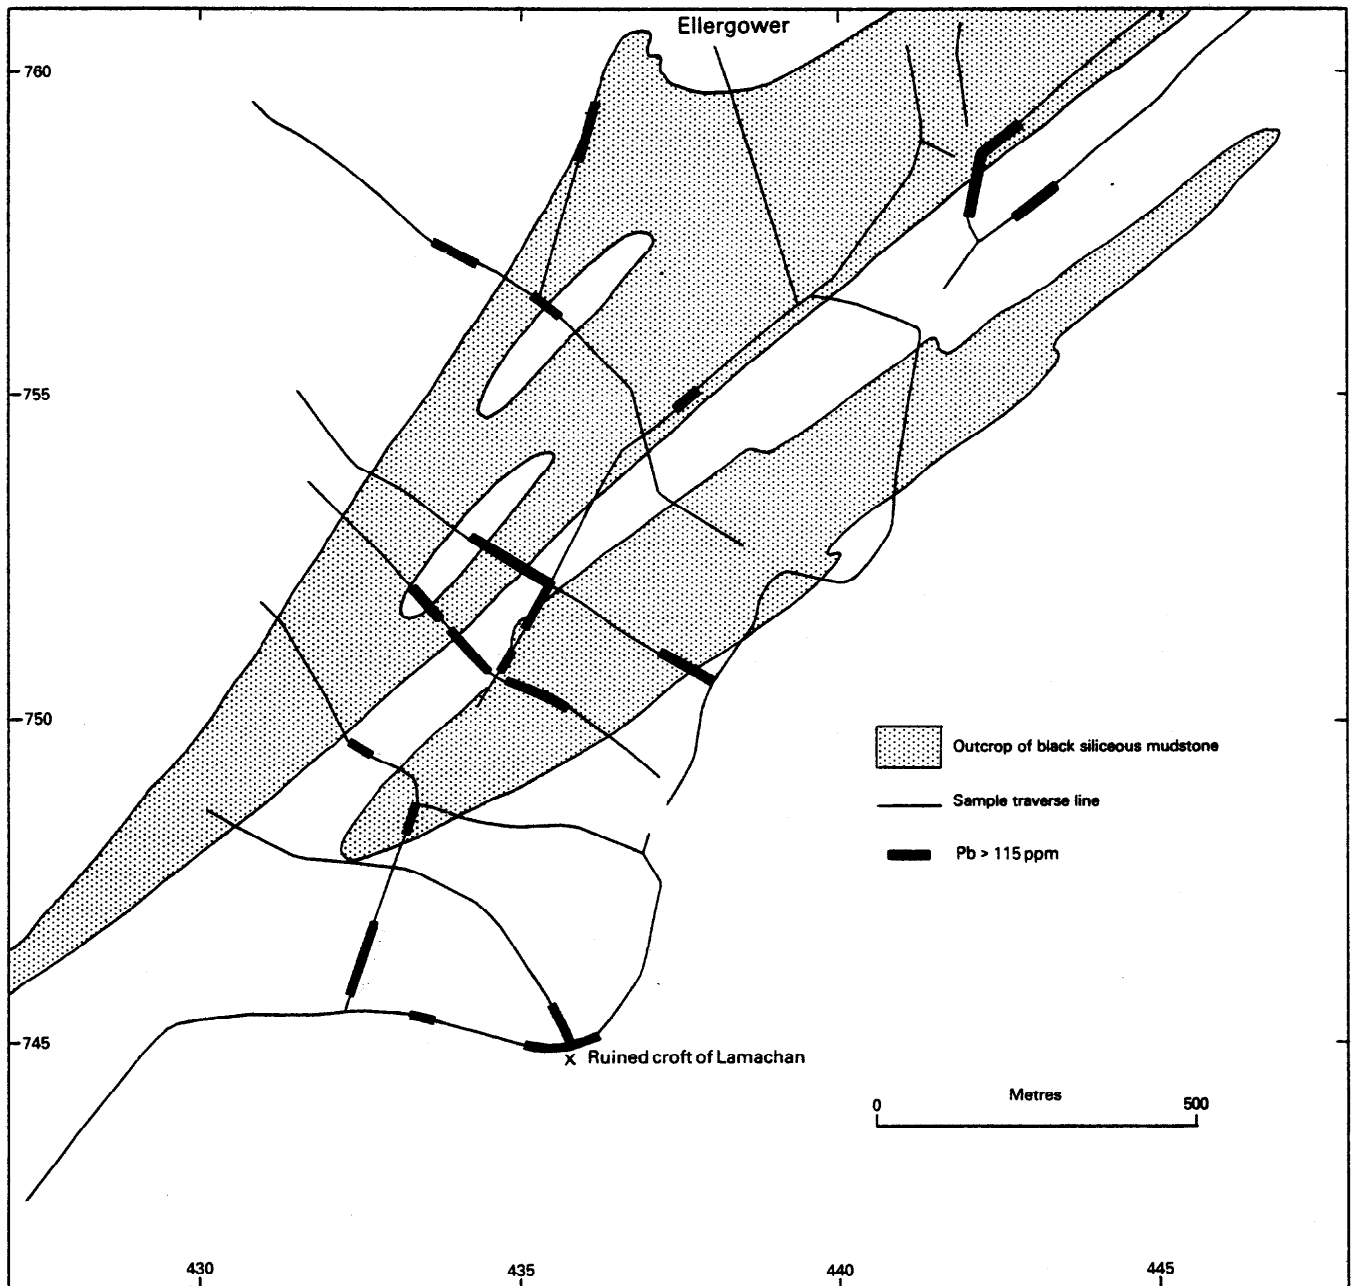 Ellergower
760
755
750
745
Outcrop of black siliceous mudstone
Sample traverse line
Pb > 115 ppm
x Ruined croft of Lamachan
Metres
0 500
430 435 440 445